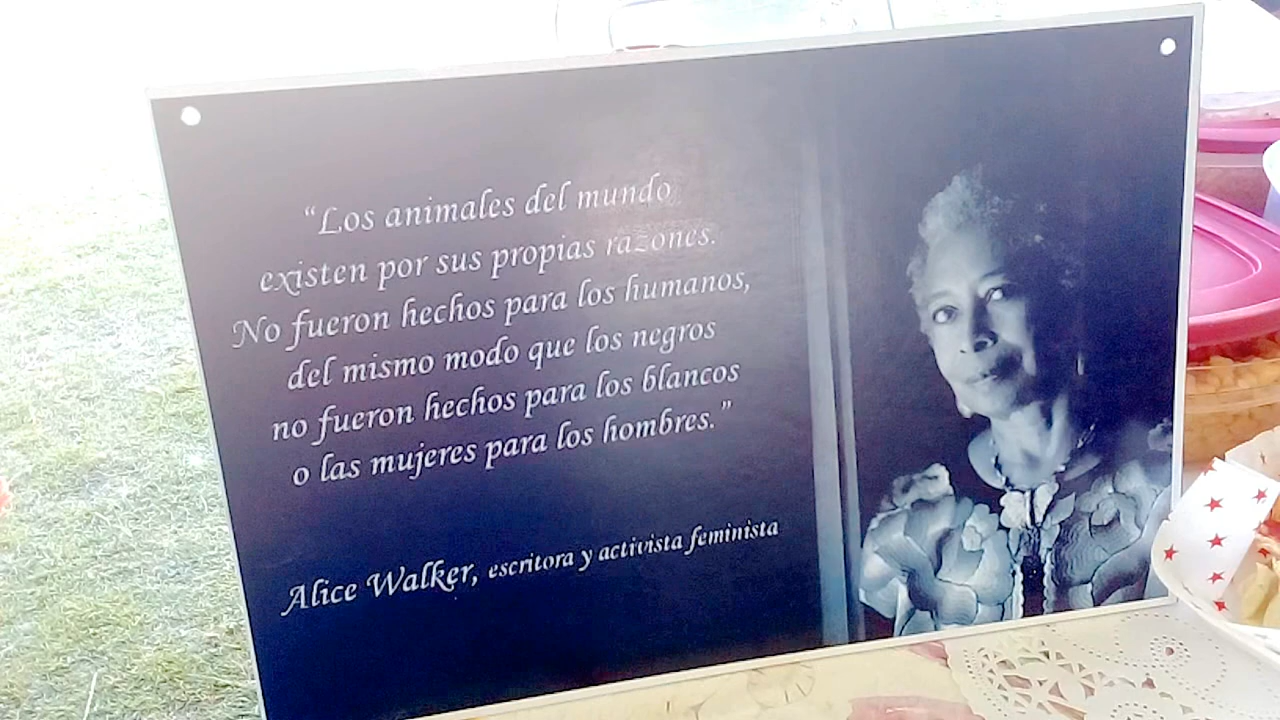 “Los animales del mundo
existen por sus propias razones.
No fueron hechos para los humanos,
del mismo modo que los negros
no fueron hechos para los blancos
o las mujeres para los hombres.”
Alice Walker, escritora y activista feminista